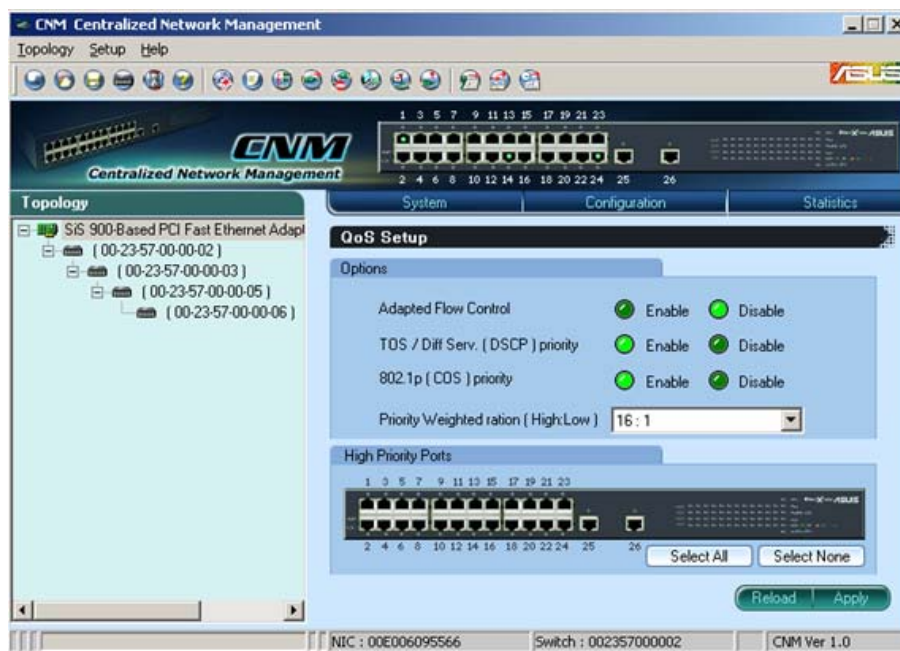 CNM Centralized Network Management
Topology Setup Help
ASUS
CNM
Centralized Network Management
1 3 5 7 9 11 13 15 17 19 21 23
2 4 6 8 10 12 14 16 18 20 22 24 25 26
ASUS
Topology
System Configuration Statistics
SiS 900-Based PCI Fast Ethernet Adapt
( 00-23-57-00-00-02 )
( 00-23-57-00-00-03 )
( 00-23-57-00-00-05 )
( 00-23-57-00-00-06 )
QoS Setup
Options
Adapted Flow Control Enable Disable
TOS / Diff Serv. ( DSCP ) priority Enable Disable
802.1p ( COS ) priority Enable Disable
Priority Weighted ration ( High:Low ) 16 : 1
High Priority Ports
1 3 5 7 9 11 13 15 17 19 21 23
2 4 6 8 10 12 14 16 18 20 22 24 25 26
ASUS
Select All Select None
Reload Apply
NIC : 00E006095566 Switch : 002357000002 CNM Ver 1.0